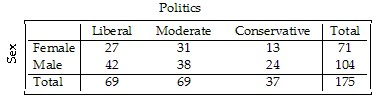 Politics
Sex
Liberal Moderate Conservative Total
Female 27 31 13 71
Male 42 38 24 104
Total 69 69 37 175